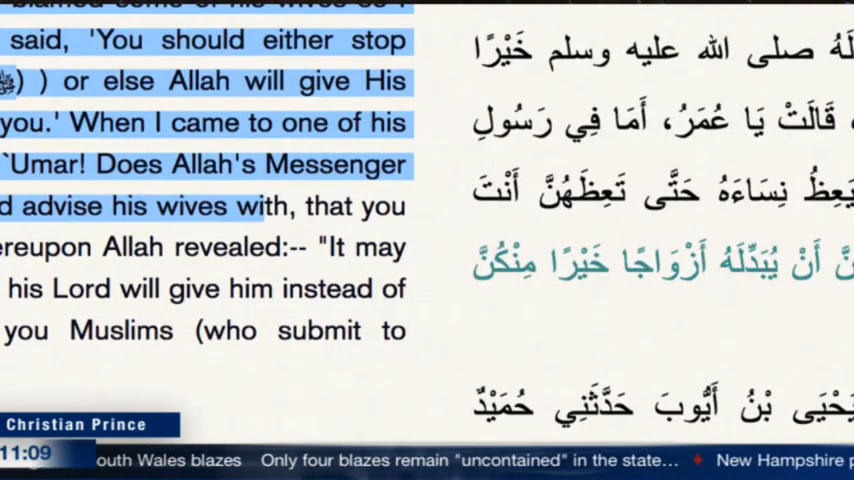 said, 'You should either stop
) ) or else Allah will give His
you.' When I came to one of his
`Umar! Does Allah's Messenger
advise his wives with, that you
Allah revealed:-- "It may
his Lord will give him instead of
you Muslims (who submit to
صلى الله عليه وسلم خَيْرًا
قَالَتْ يَا عُمَرُ، أَمَا فِي رَسُولِ
يَعِظُ نِسَاءَهُ حَتَّى تَعِظَهُنَّ أَنْتَ
أَنْ يُبَدِّلَهُ أَزْوَاجًا خَيْرًا مِنْكُنَّ
يَحْيَى بْنُ أَيُّوبَ حَدَّثَنِي حُمَيْدٌ
Christian Prince
11:09
Wales blazes Only four blazes remain "uncontained" in the state... New Hampshire